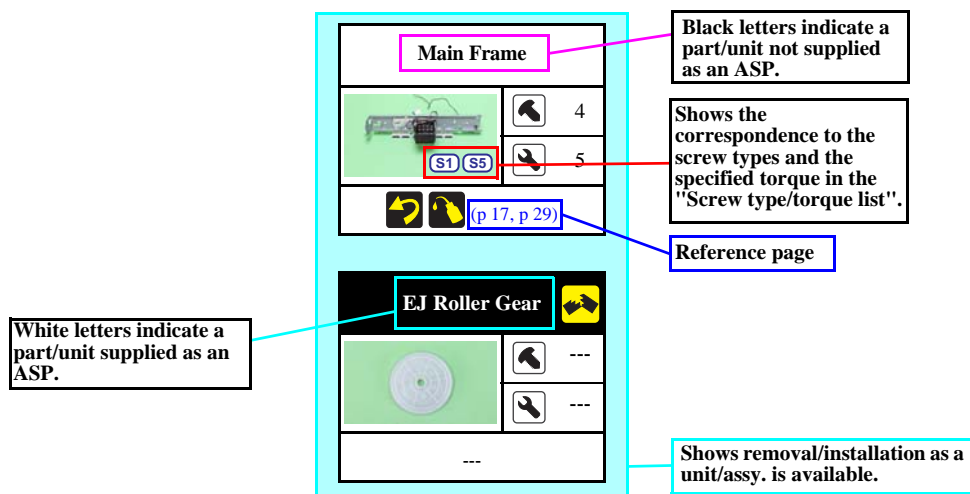 Main Frame
S1 S5
4
5
(p 17, p 29)
EJ Roller Gear
---
---
---
Black letters indicate a
part/unit not supplied
as an ASP.
Shows the
correspondence to the
screw types and the
specified torque in the
"Screw type/torque list".
Reference page
White letters indicate a
part/unit supplied as an
ASP.
Shows removal/installation as a
unit/assy. is available.